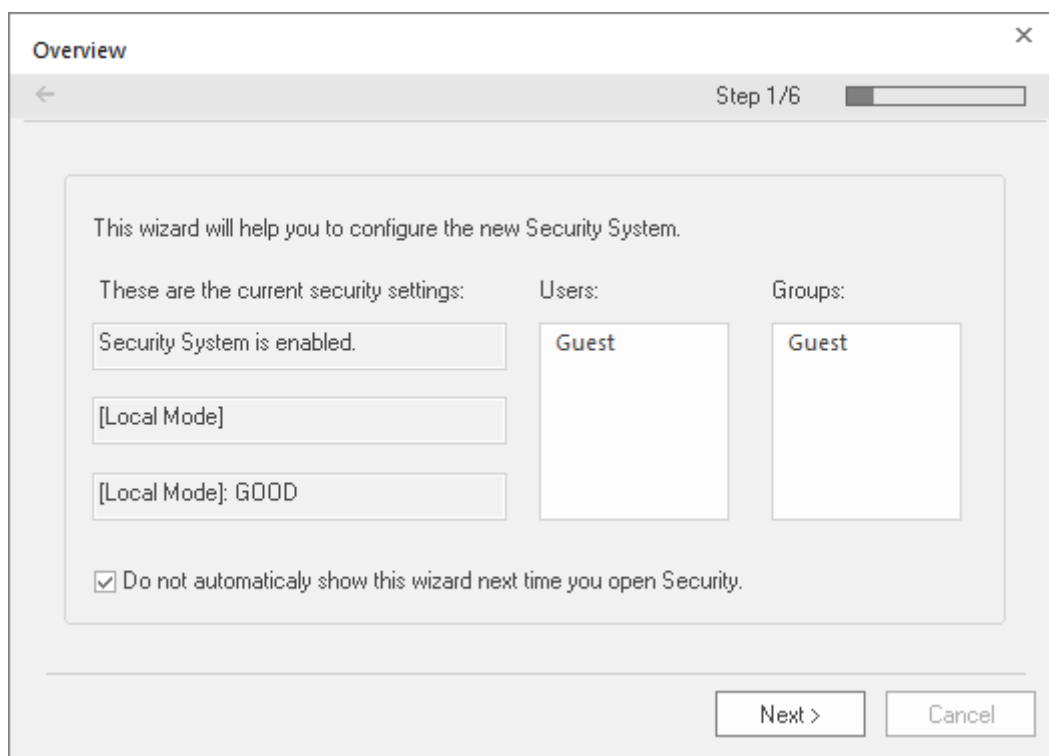 Overview
Step 1/6
This wizard will help you to configure the new Security System.
These are the current security settings:
Users:
Groups:
Security System is enabled.
Guest
Guest
[Local Mode]
[Local Mode]: GOOD
Do not automaticaly show this wizard next time you open Security.
Next >
Cancel